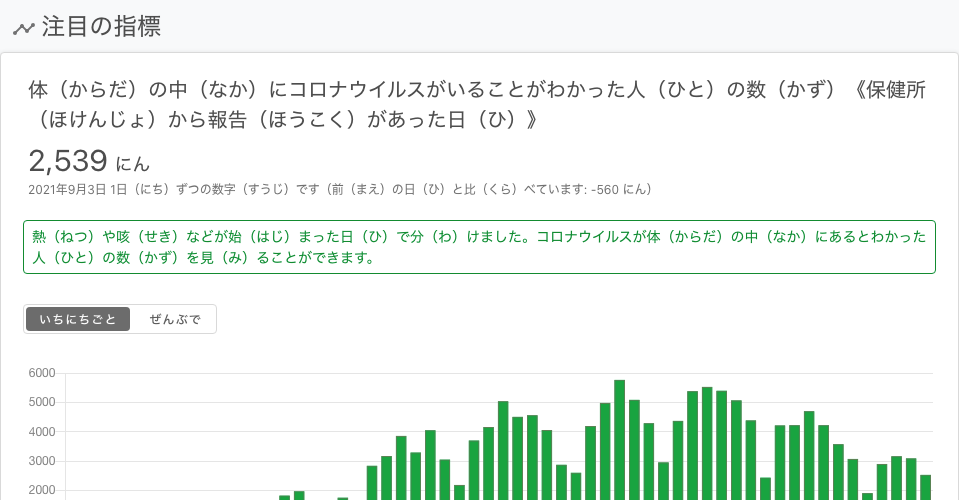 注目の指標
体（からだ）の中（なか）にコロナウイルスがいることがわかった人（ひと）の数（かず）《保健所
（ほけんじょ）から報告（ほうこく）があった日（ひ）》
2,539 にん
2021年9月3日 1日（にち）ずつの数字（すうじ）です（前（まえ）の日（ひ）と比（くら）べています: -560 にん）
熱（ねつ）や咳（せき）などが始（はじ）まった日（ひ）で分（わ）けました。コロナウイルスが体（からだ）の中（なか）にあるとわかった
人（ひと）の数（かず）を見（み）ることができます。
いちにちごと ぜんぶで
6000
5000
4000
3000
2000